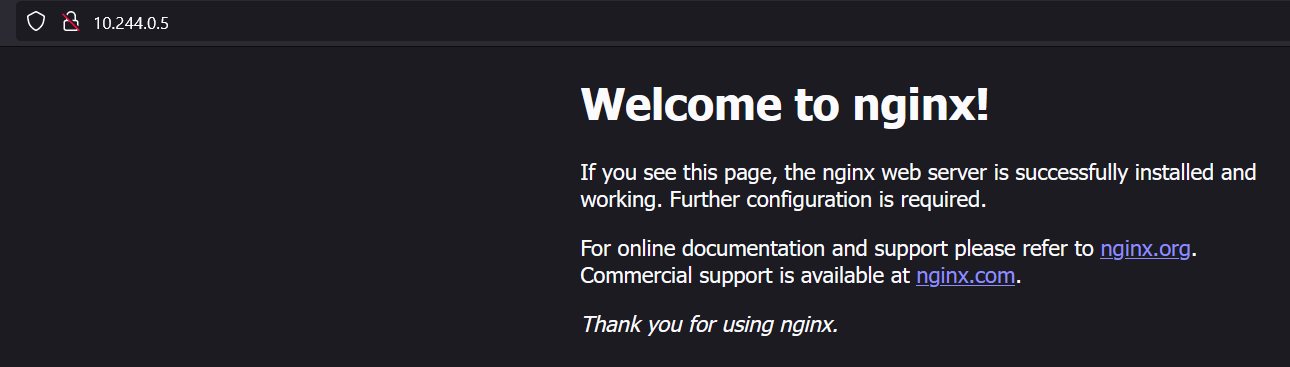 10.244.0.5
Welcome to nginx!
If you see this page, the nginx web server is successfully installed and
working. Further configuration is required.
For online documentation and support please refer to nginx.org.
Commercial support is available at nginx.com.
Thank you for using nginx.